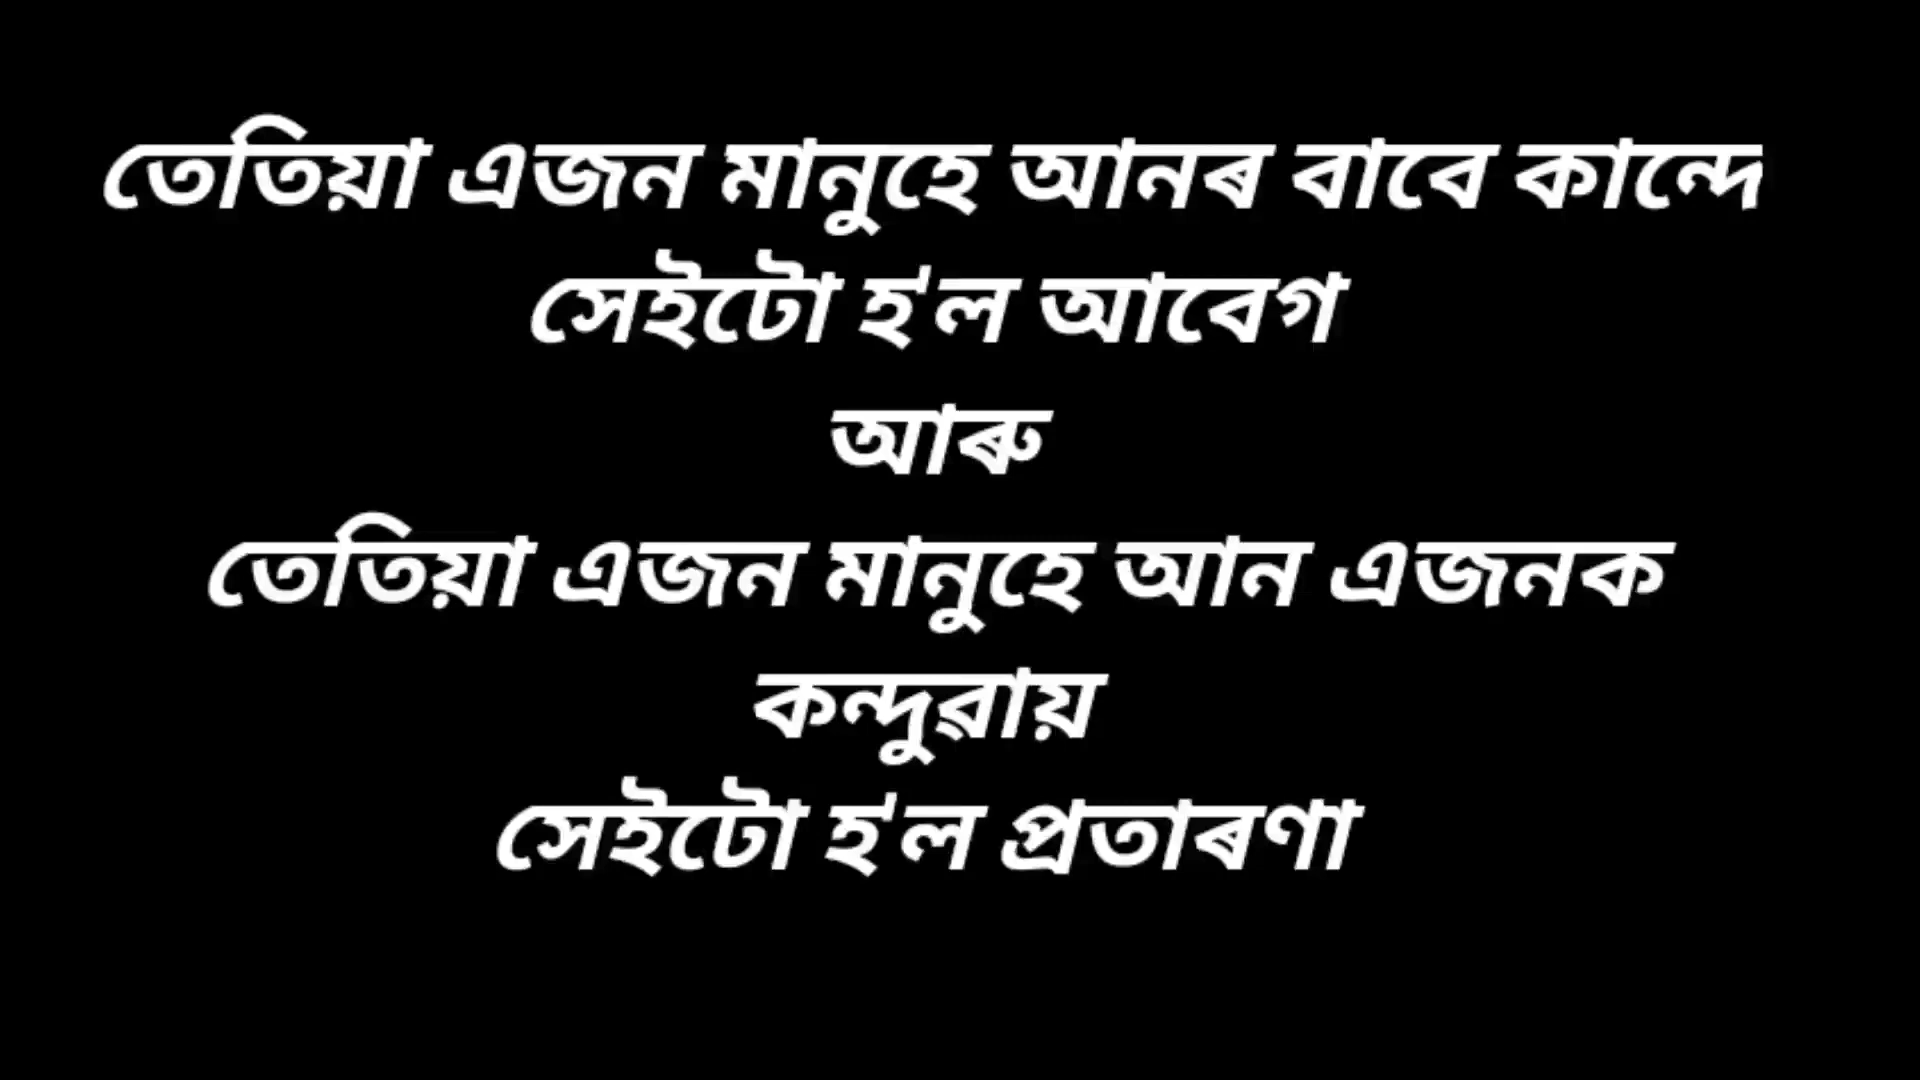 তেতিয়া এজন মানুহে আনৰ বাবে কান্দে
সেইটো হ'ল আবেগ
আৰু
তেতিয়া এজন মানুহে আন এজনক
কন্দুৱায়
সেইটো হ'ল প্ৰতাৰণা